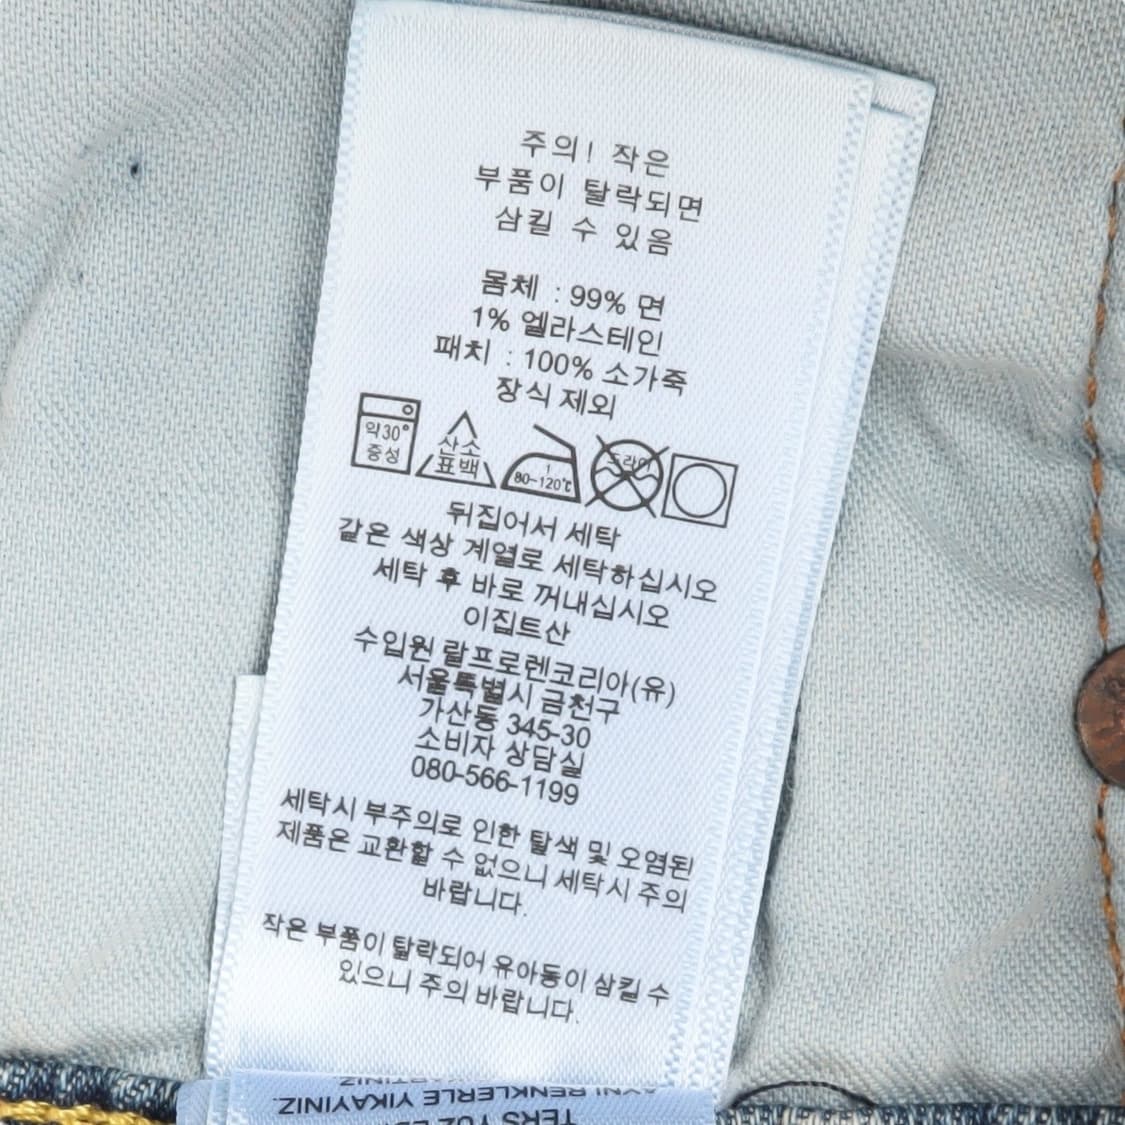 주의! 작은
부품이 탈락되면
삼킬 수 있음
몸체 : 99% 면
1% 엘라스테인
패치 : 100% 소가죽
장식 제외
약30°
중성
산소
표백
1
80-120℃
드라이
뒤집어서 세탁
같은 색상 계열로 세탁하십시오
세탁 후 바로 꺼내십시오
이집트산
수입원 랄프로렌코리아(유)
서울특별시 금천구
가산동 345-30
소비자 상담실
080-566-1199
세탁시 부주의로 인한 탈색 및 오염된
제품은 교환할 수 없으니 세탁시 주의
바랍니다.
작은 부품이 탈락되어 유아동이 삼킬 수
있으니 주의 바랍니다.
TERS YÜZ
AYNI RENKLERLE YIKAYINIZ.